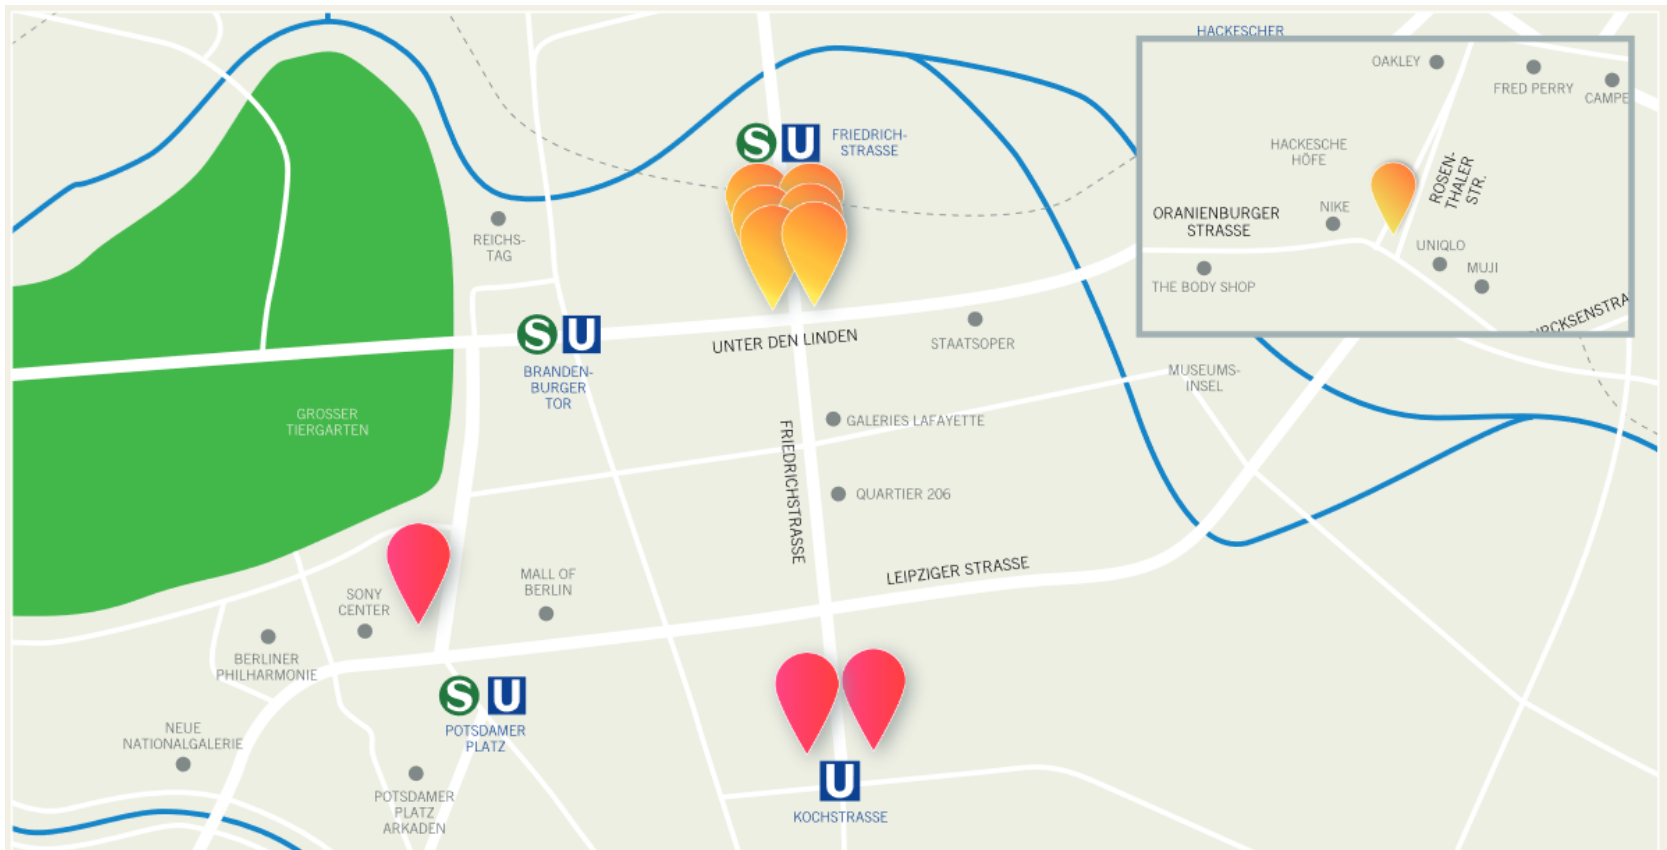 HACKESCHER
OAKLEY
FRED PERRY
HACKESCHE
HÖFE
ROSEN-
THALER
STR.
NIKE
ORANIENBURGER
STRASSE
UNIQLO
MUJI
THE BODY SHOP
S U
FRIEDRICH-
STRASSE
REICHS-
TAG
S U
BRANDEN-
BURGER
TOR
UNTER DEN LINDEN
STAATSOPER
MUSEUMS-
INSEL
GROSSER
TIERGARTEN
GALERIES LAFAYETTE
FRIEDRICHSTRASSE
QUARTIER 206
LEIPZIGER STRASSE
MALL OF
BERLIN
SONY
CENTER
BERLINER
PHILHARMONIE
S U
POTSDAMER
PLATZ
NEUE
NATIONALGALERIE
POTSDAMER
PLATZ
ARKADEN
U
KOCHSTRASSE